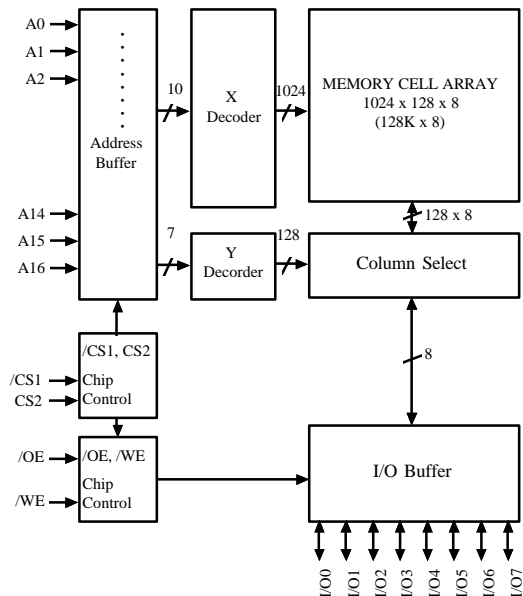 A0
A1
A2
A14
A15
A16
Address
Buffer
10
X
Decoder
1024
MEMORY CELL ARRAY
1024 x 128 x 8
(128K x 8)
128 x 8
7
Y
Decorder
128
Column Select
8
/CS1, CS2
/CS1
CS2
Chip
Control
/OE, /WE
/OE
/WE
Chip
Control
I/O Buffer
I/O0
I/O1
I/O2
I/O3
I/O4
I/O5
I/O6
I/O7